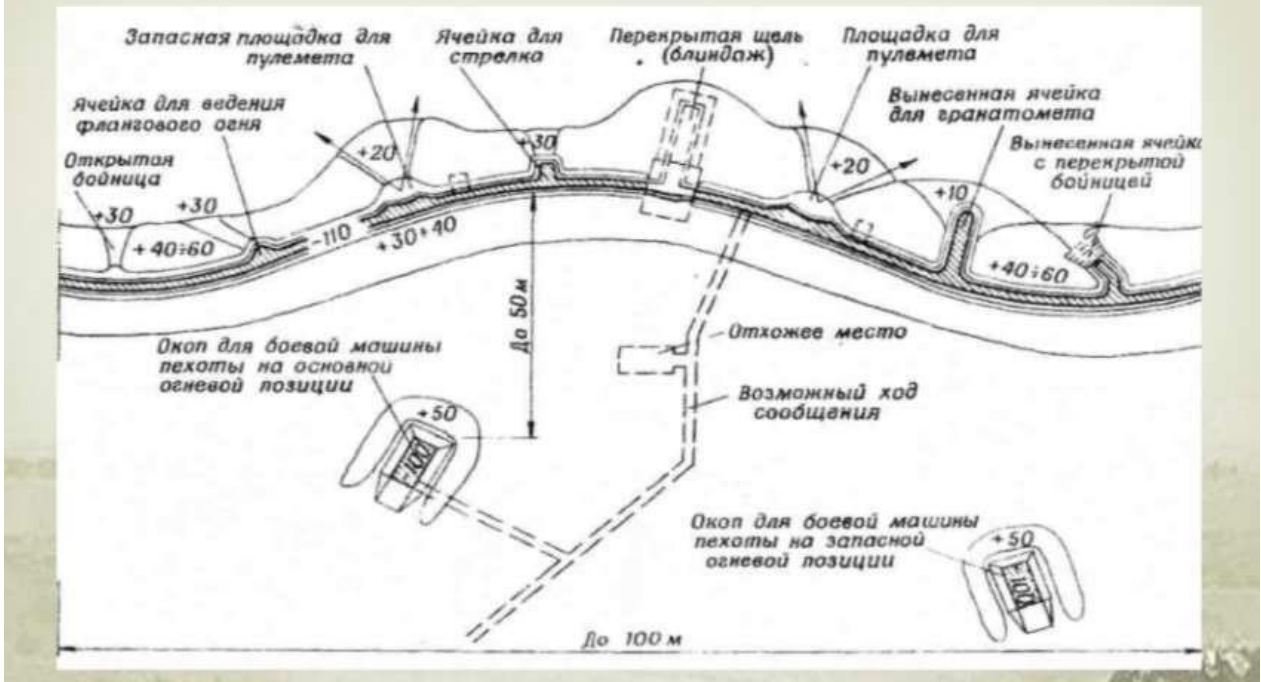 Запасная площадка для
пулемета
Ячейка для
стрелка
Перекрытая щель
(блиндаж)
Площадка для
пулемета
Ячейка для ведения
флангового огня
Вынесенная ячейка
для гранатомета
Открытая
бойница
Вынесенная ячейка
с перекрытой
бойницей
+30
+20
+20
+10
+30
+30
+40÷60
-110
+30÷40
+40÷60
До 50м
Отхожее место
Окоп для боевой машины
пехоты на основной
огневой позиции
Возможный ход
сообщения
+50
-100
Окоп для боевой машины
пехоты на запасной
огневой позиции
+50
-100
До 100 м